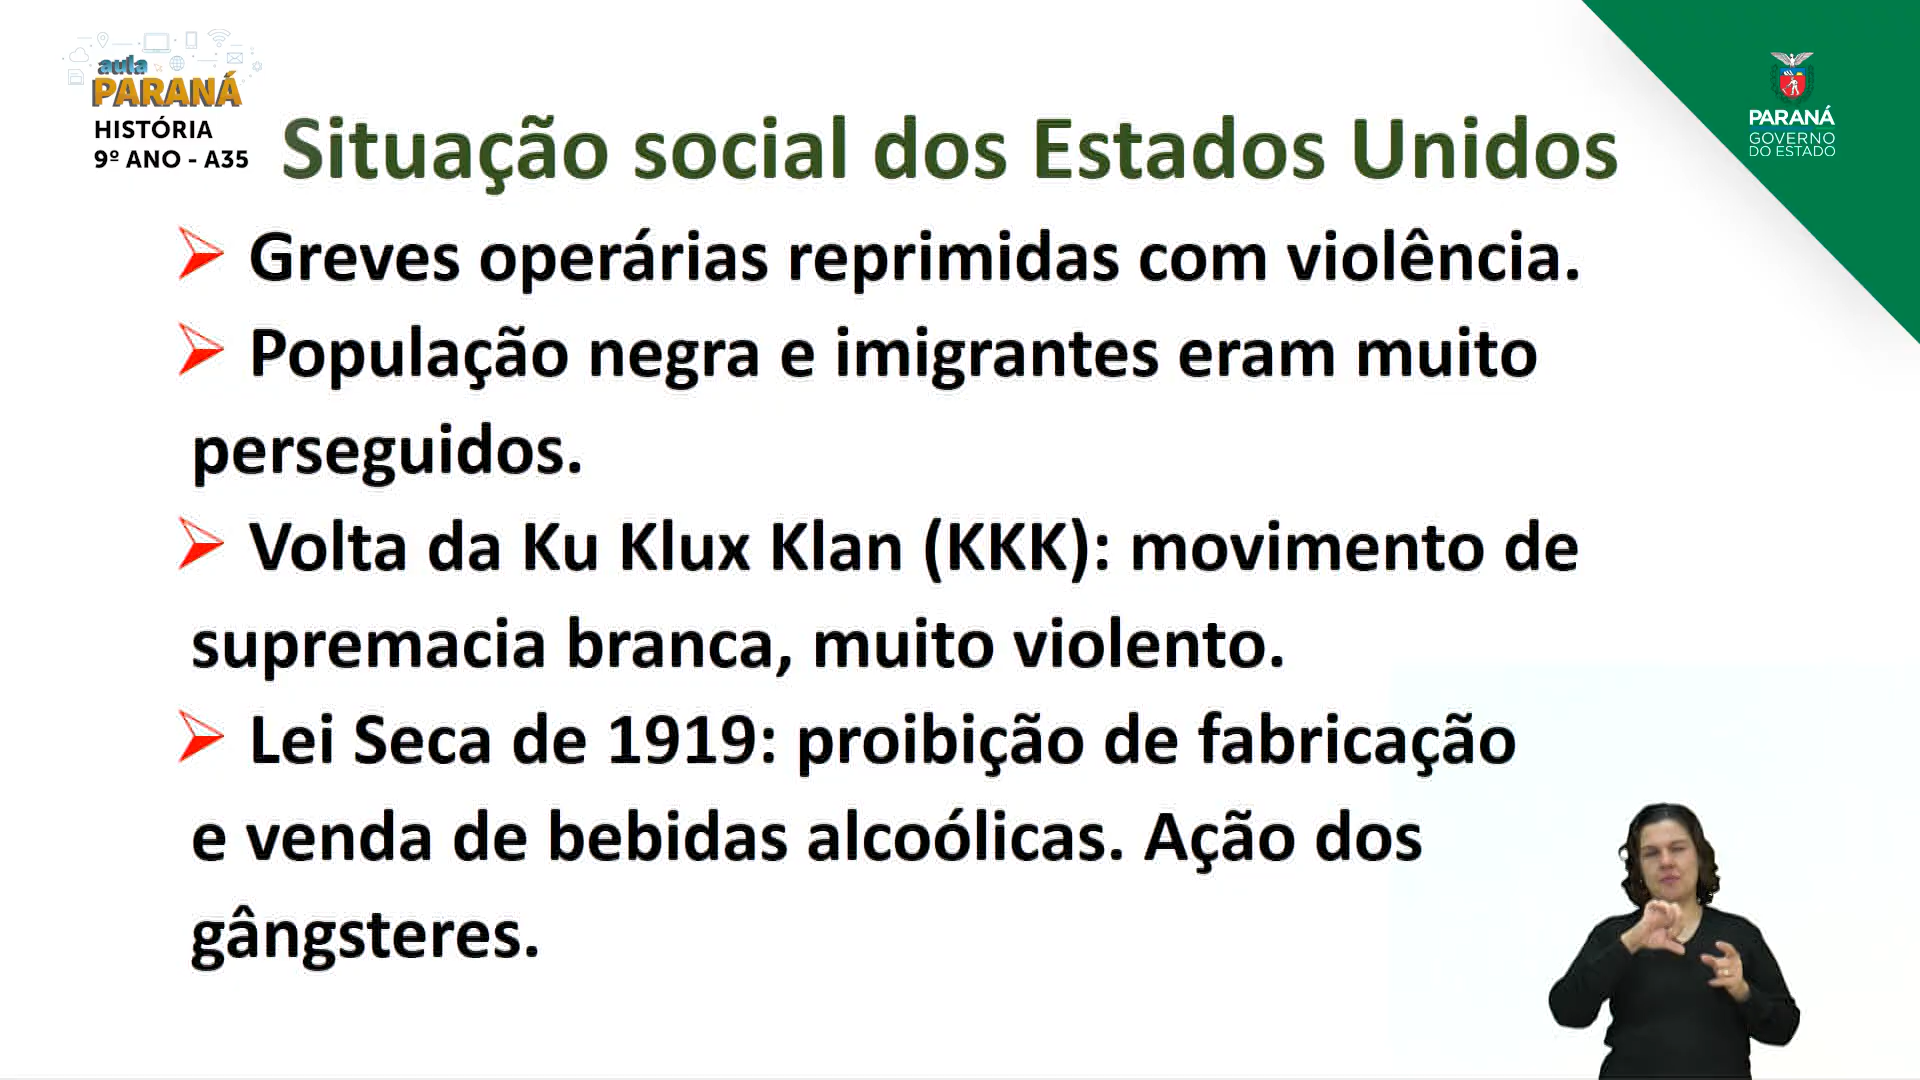 aula
PARANÁ
HISTÓRIA
9º ANO - A35
PARANÁ
GOVERNO
DO ESTADO
Situação social dos Estados Unidos
Greves operárias reprimidas com violência.
População negra e imigrantes eram muito
perseguidos.
Volta da Ku Klux Klan (KKK): movimento de
supremacia branca, muito violento.
Lei Seca de 1919: proibição de fabricação
e venda de bebidas alcoólicas. Ação dos
gângsteres.